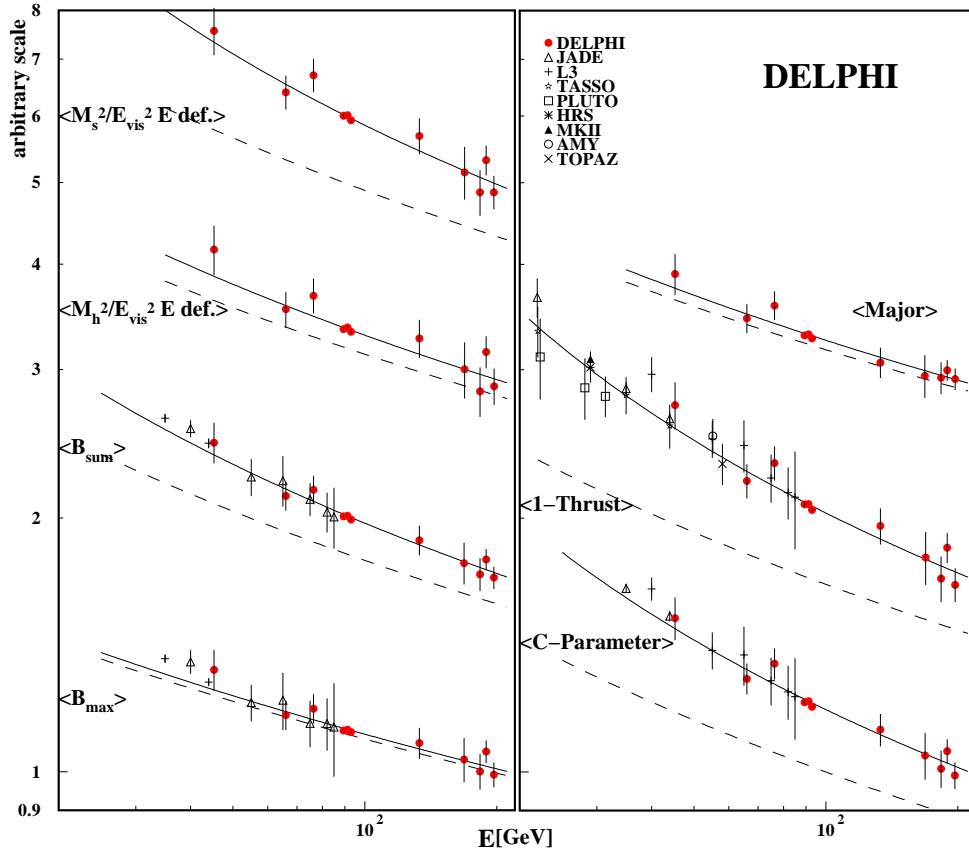 arbitrary scale
8
7
6
5
4
3
2
1
0.9
<M_s^2/E_vis^2 E def.>
<M_h^2/E_vis^2 E def.>
<B_sum>
<B_max>
10^2
DELPHI
JADE
L3
TASSO
PLUTO
HRS
MKII
AMY
TOPAZ
DELPHI
<Major>
<1−Thrust>
<C−Parameter>
10^2
E[GeV]